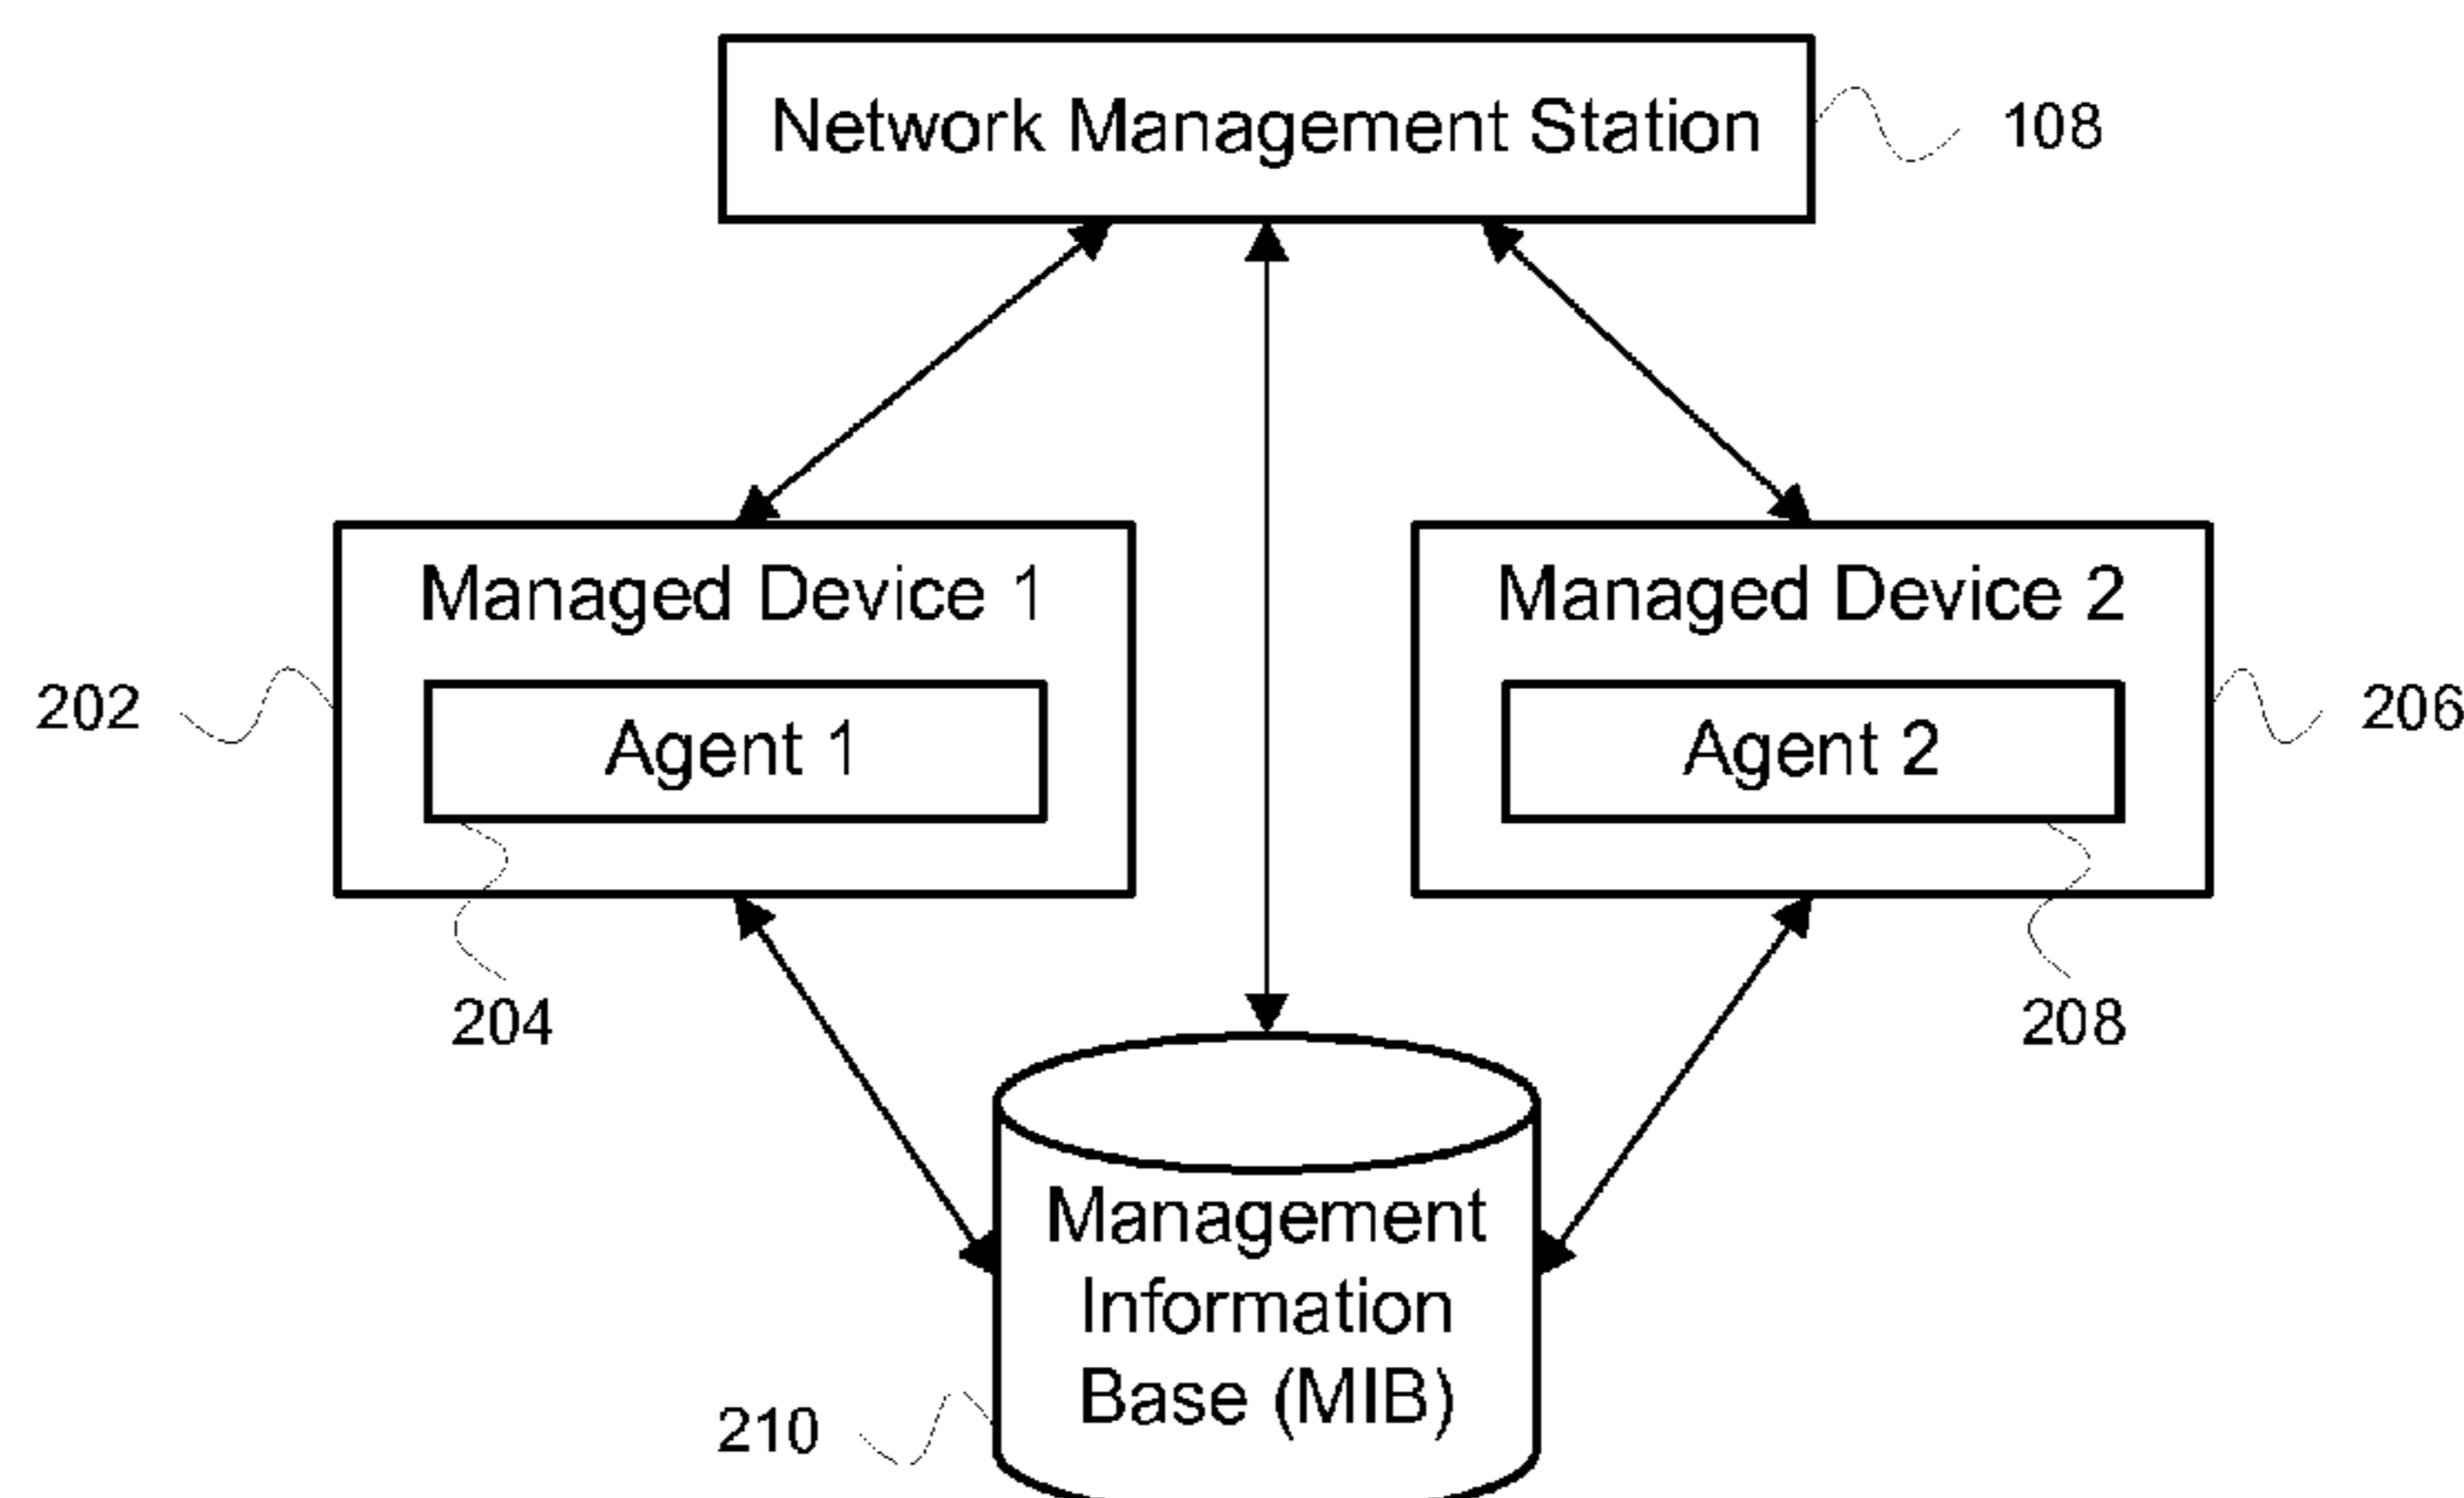 Network Management Station
108
Managed Device 1
Managed Device 2
202
Agent 1
Agent 2
206
204
208
Management
Information
Base (MIB)
210